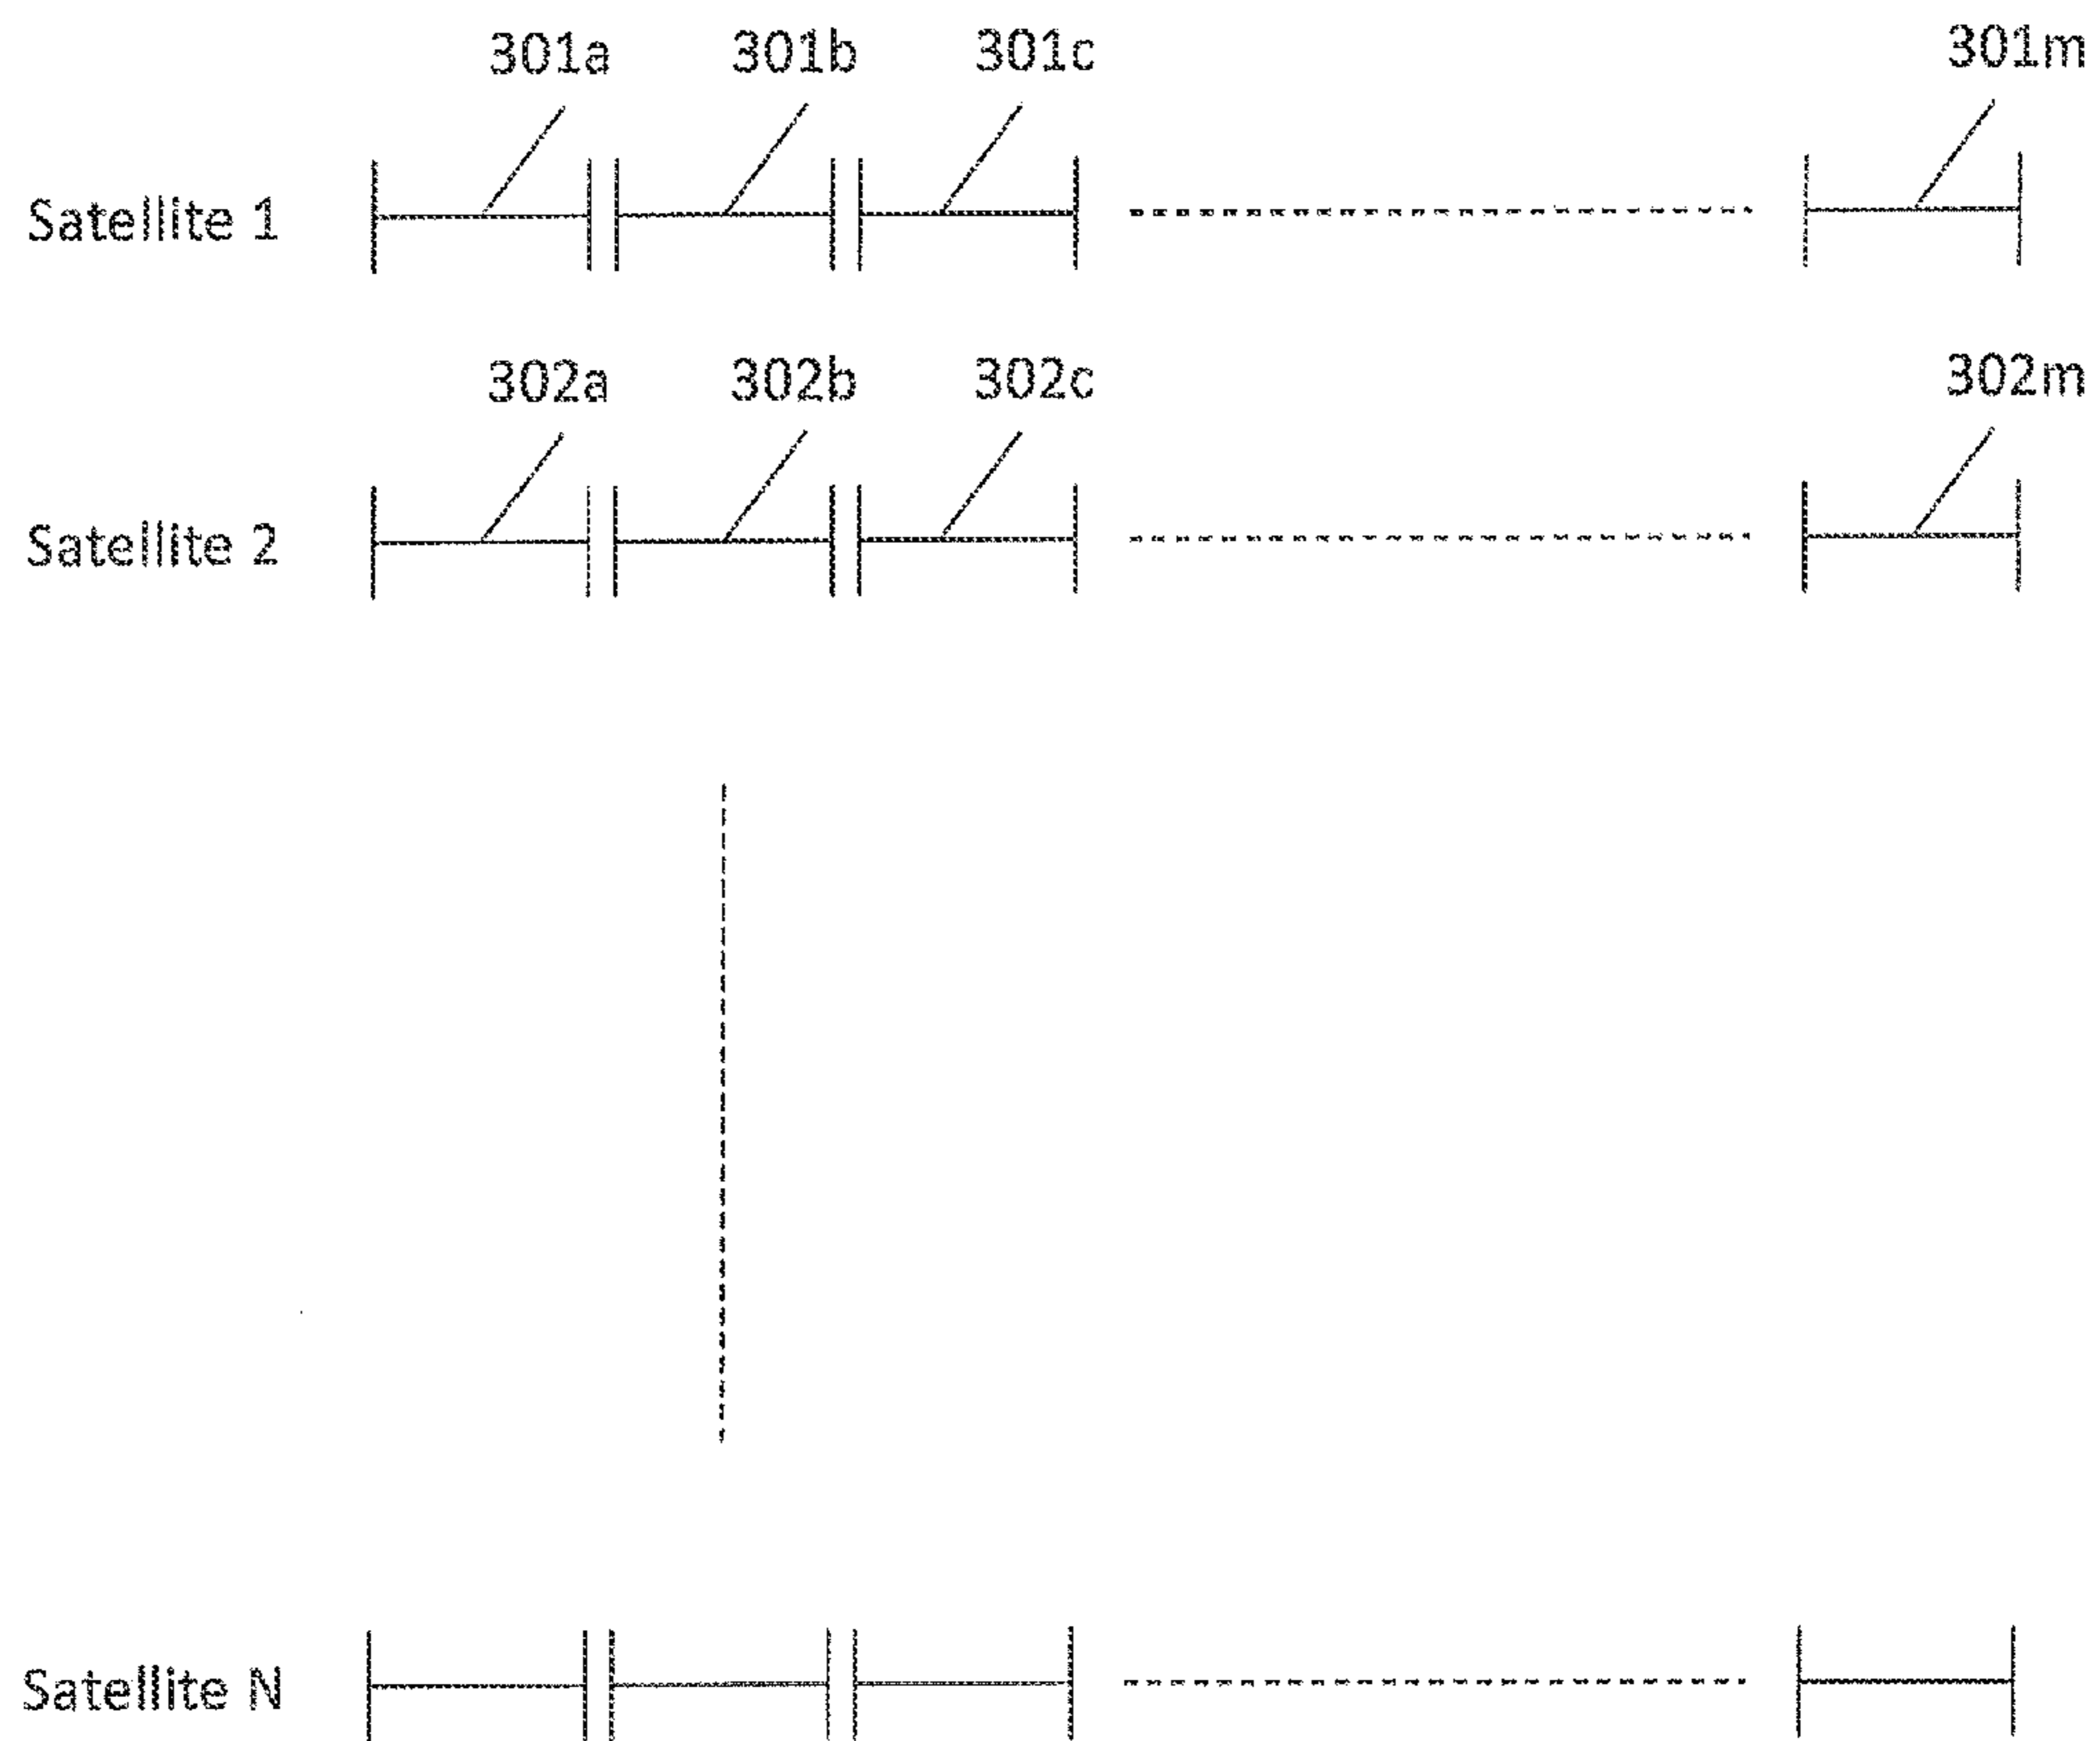 301a 301b 301c 301m
Satellite 1
302a 302b 302c 302m
Satellite 2
Satellite N